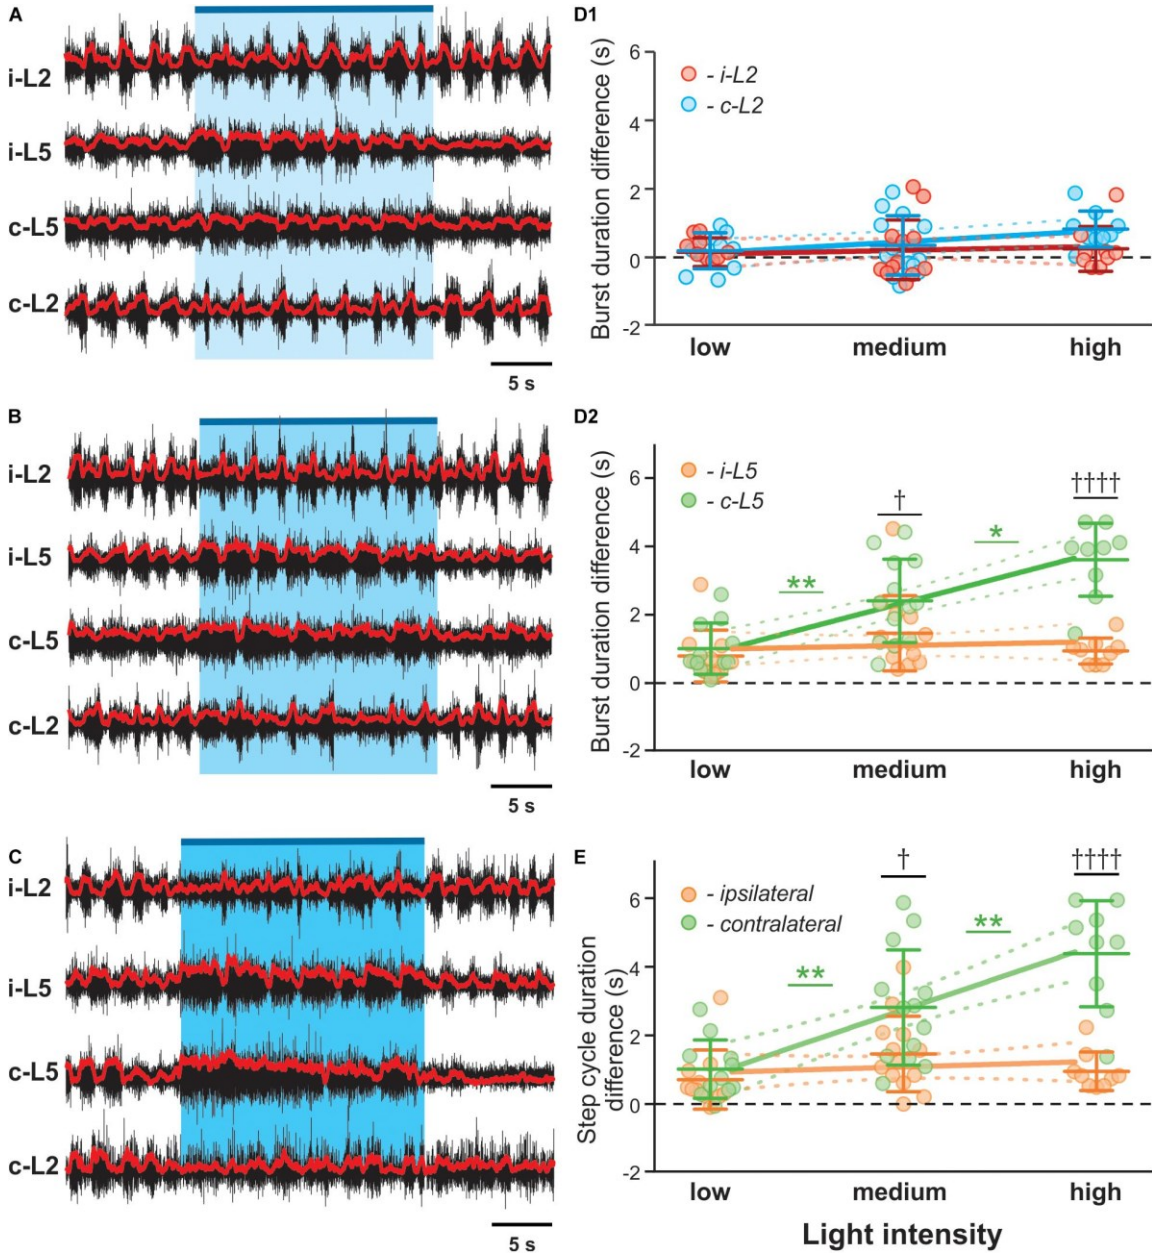 A
i-L2
i-L5
c-L5
c-L2
5 s
B
i-L2
i-L5
c-L5
c-L2
5 s
C
i-L2
i-L5
c-L5
c-L2
5 s
D1
Burst duration difference (s)
6
4
2
0
-2
- i-L2
- c-L2
low medium high
D2
Burst duration difference (s)
6
4
2
0
-2
- i-L5
- c-L5
**
†
*
††††
low medium high
E
Step cycle duration
difference (s)
6
4
2
0
-2
- ipsilateral
- contralateral
**
†
**
††††
low medium high
Light intensity